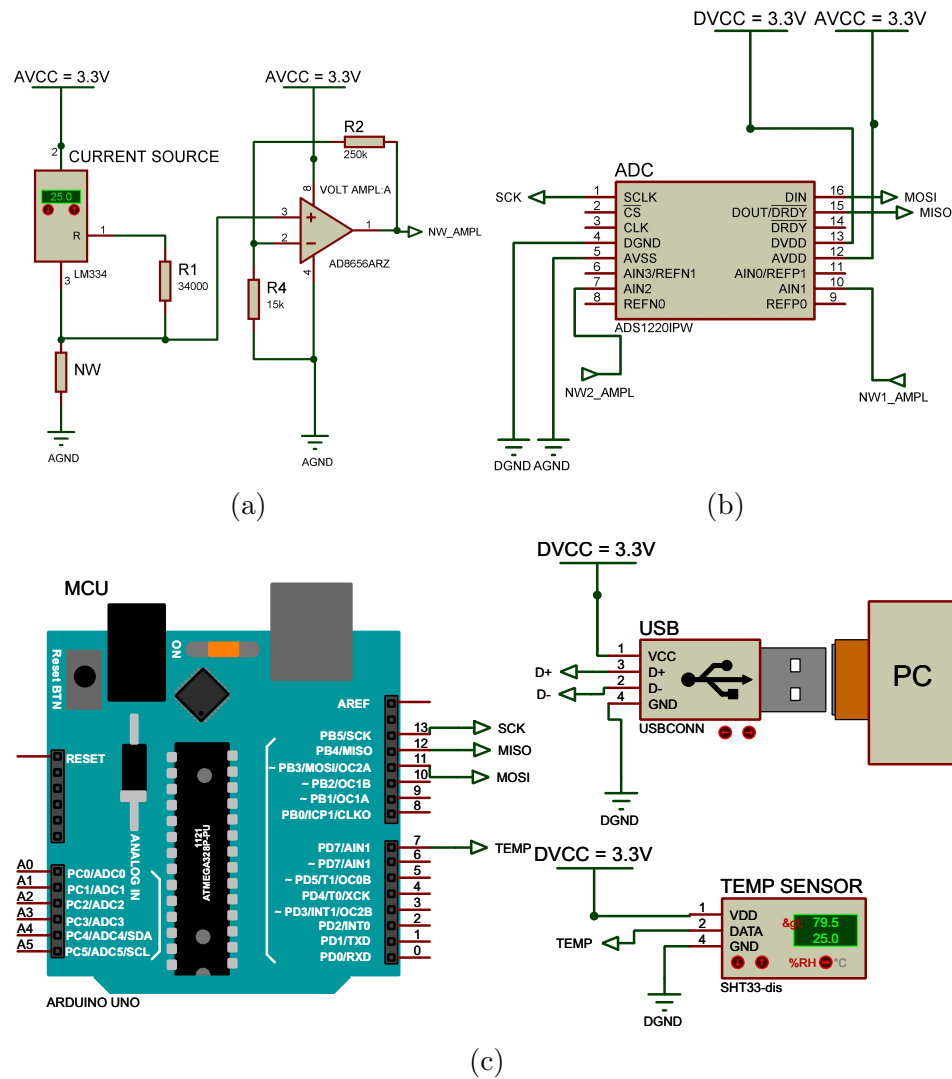 AVCC = 3.3V
2
CURRENT SOURCE
25.0
R
1
LM334
3
R1
34000
NW
AGND
AVCC = 3.3V
R2
250k
8
VOLT AMPL:A
3
2
1
NW_AMPL
4
AD8656ARZ
R4
15k
AGND
(a)
DVCC = 3.3V
AVCC = 3.3V
ADC
SCK
1 SCLK
2 CS
3 CLK
4 DGND
5 AVSS
6 AIN3/REFN1
7 AIN2
8 REFN0
DIN 16
DOUT/DRDY 15
DRDY 14
DVDD 13
AVDD 12
AIN0/REFP1 11
AIN1 10
REFP0 9
MOSI
MISO
ADS1220IPW
NW2_AMPL
NW1_AMPL
DGND AGND
(b)
MCU
Reset BTN
ON
RESET
ANALOG IN
1121
ATMEGA328P-PU
AREF
PB5/SCK 13
PB4/MISO 12
~ PB3/MOSI/OC2A 11
~ PB2/OC1B 10
~ PB1/OC1A 9
PB0/ICP1/CLKO 8
SCK
MISO
MOSI
PD7/AIN1 7
~ PD7/AIN1 6
~ PD5/T1/OC0B 5
PD4/T0/XCK 4
~ PD3/INT1/OC2B 3
PD2/INT0 2
PD1/TXD 1
PD0/RXD 0
TEMP
A0 PC0/ADC0
A1 PC1/ADC1
A2 PC2/ADC2
A3 PC3/ADC3
A4 PC4/ADC4/SDA
A5 PC5/ADC5/SCL
ARDUINO UNO
DVCC = 3.3V
USB
1 VCC
D+ 3 D+
D- 2 D-
4 GND
USBCONN
PC
DGND
DVCC = 3.3V
TEMP SENSOR
1 VDD
TEMP 2 DATA
4 GND
79.5
25.0
%RH °C
SHT33-dis
DGND
(c)